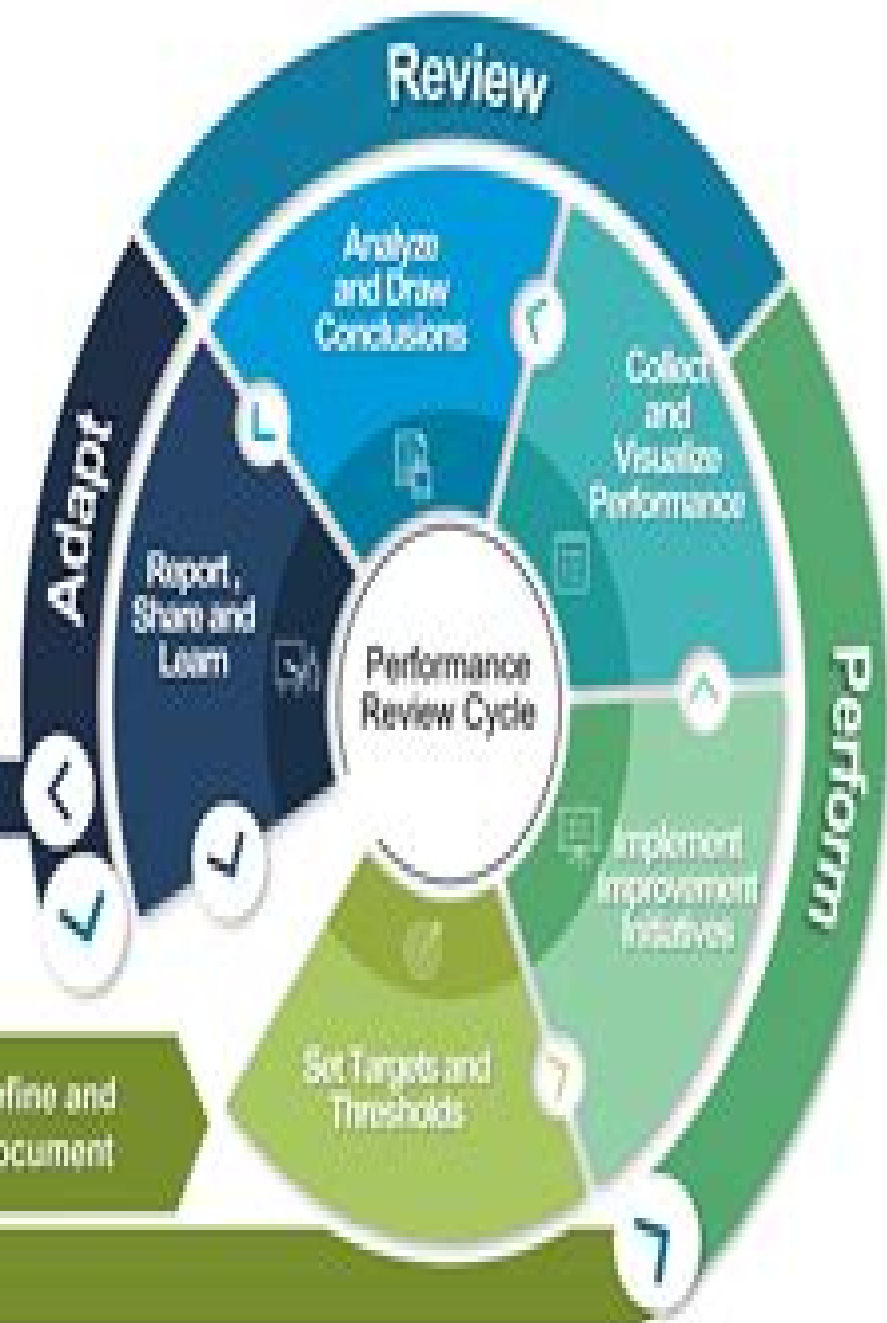 Review
Analyze
and Draw
Conclusions
Collect
and
Visualize
Performance
Adapt
Report,
Share and
Learn
Performance
Review Cycle
Perform
Implement
Improvement
Initiatives
Set Targets and
Thresholds
efine and
ocument